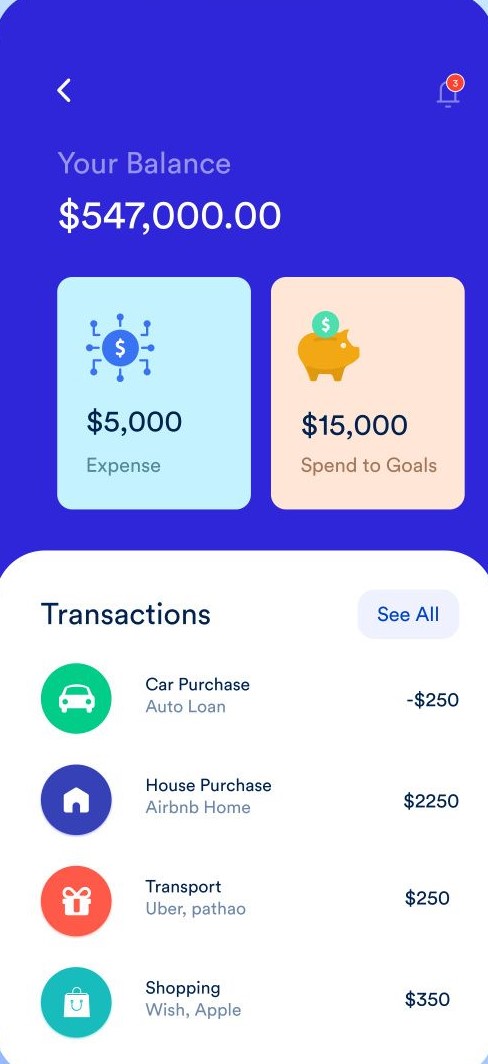 3
Your Balance
$547,000.00
$
$
$5,000
$15,000
Expense
Spend to Goals
Transactions
See All
Car Purchase
Auto Loan
-$250
House Purchase
Airbnb Home
$2250
Transport
Uber, pathao
$250
Shopping
Wish, Apple
$350